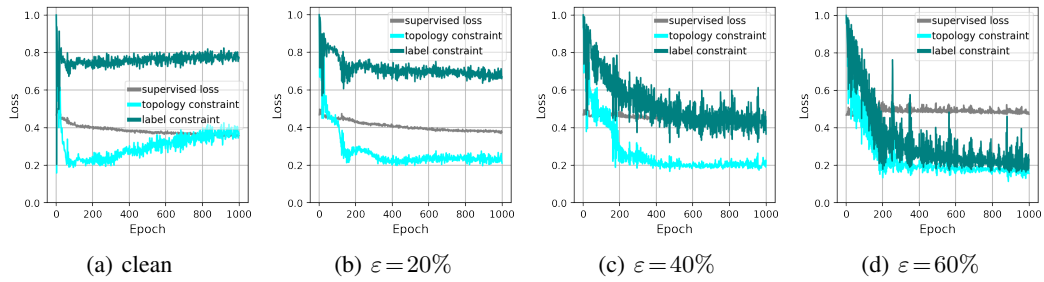 1.0
0.8
0.6
0.4
0.2
0.0
Loss
supervised loss
topology constraint
label constraint
0 200 400 600 800 1000
Epoch
(a) clean
1.0
0.8
0.6
0.4
0.2
0.0
Loss
supervised loss
topology constraint
label constraint
0 200 400 600 800 1000
Epoch
(b) ε=20%
1.0
0.8
0.6
0.4
0.2
0.0
Loss
supervised loss
topology constraint
label constraint
0 200 400 600 800 1000
Epoch
(c) ε=40%
1.0
0.8
0.6
0.4
0.2
0.0
Loss
supervised loss
topology constraint
label constraint
0 200 400 600 800 1000
Epoch
(d) ε=60%